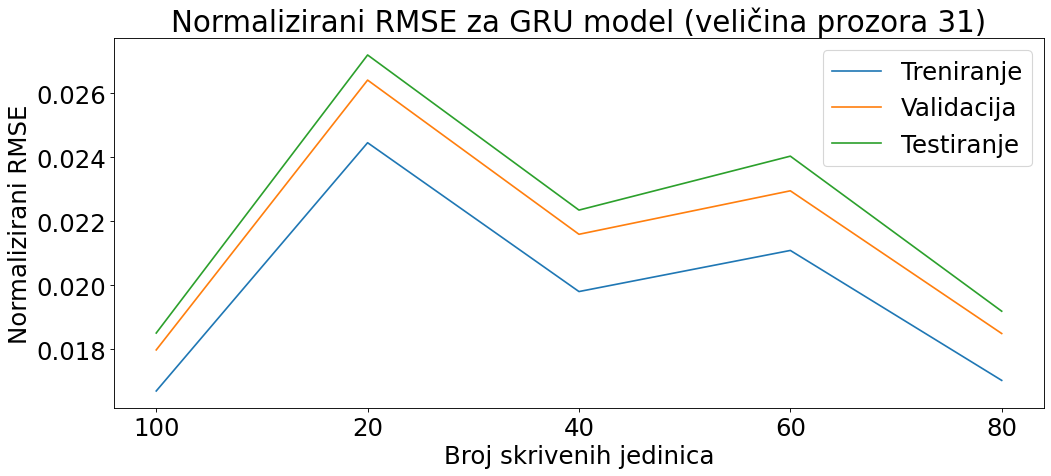 Normalizirani RMSE za GRU model (veličina prozora 31)
Treniranje
Validacija
Testiranje
Normalizirani RMSE
0.026
0.024
0.022
0.020
0.018
100 20 40 60 80
Broj skrivenih jedinica